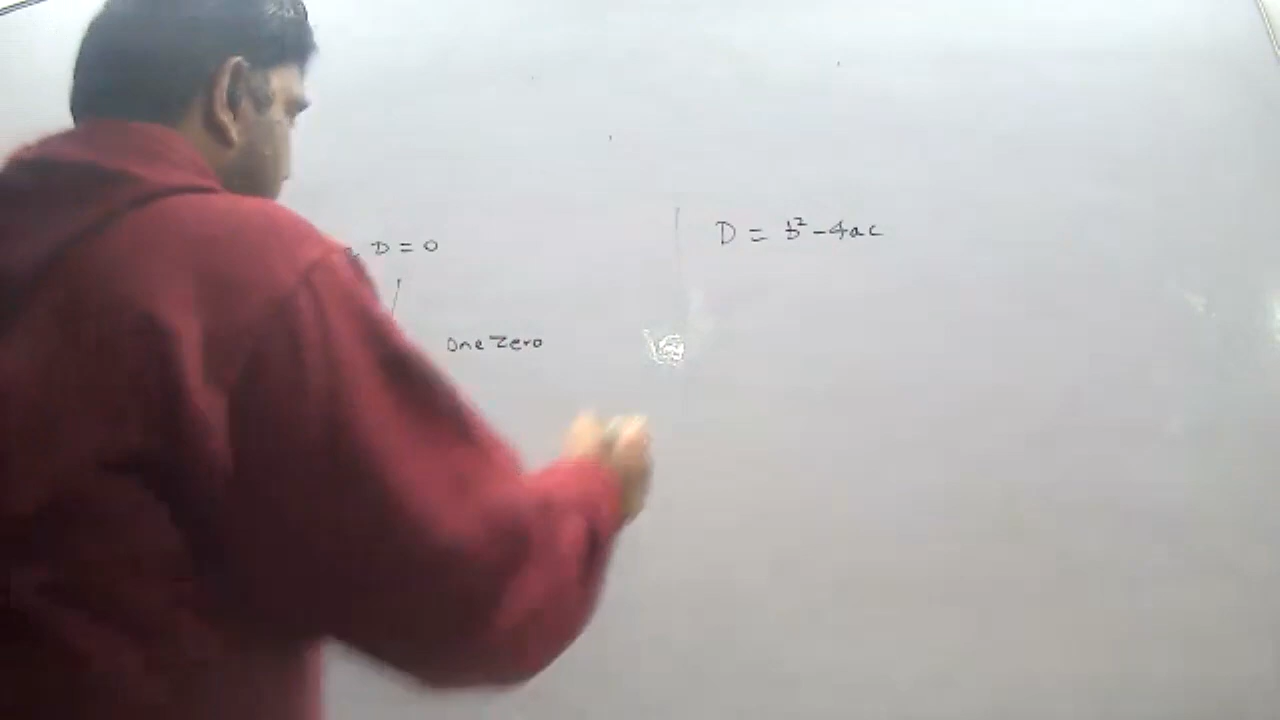 D = 0
One Zero
D = b² - 4ac